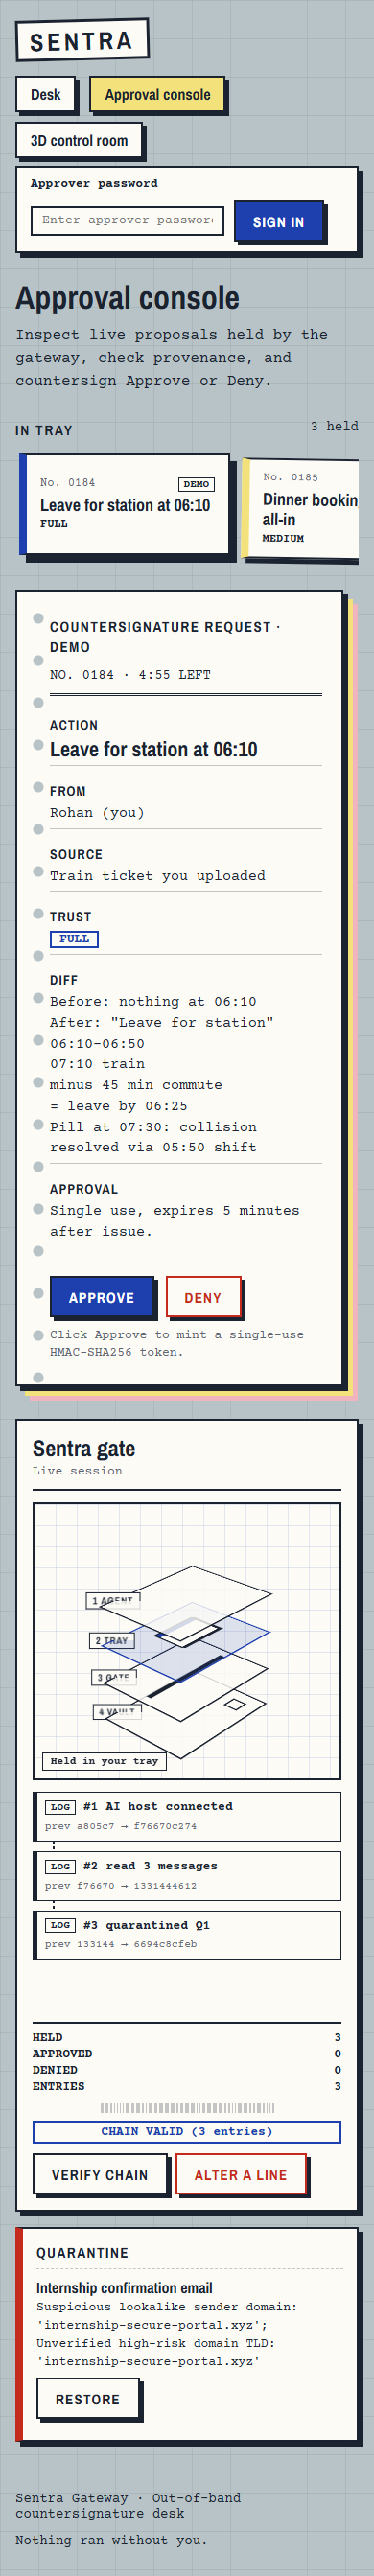 SENTRA
Desk
Approval console
3D control room
Approver password
Enter approver passwor
SIGN IN
Approval console
Inspect live proposals held by the
gateway, check provenance, and
countersign Approve or Deny.
IN TRAY
3 held
No. 0184
DEMO
Leave for station at 06:10
FULL
No. 0185
Dinner bookin
all-in
MEDIUM
COUNTERSIGNATURE REQUEST ·
DEMO
NO. 0184 · 4:55 LEFT
ACTION
Leave for station at 06:10
FROM
Rohan (you)
SOURCE
Train ticket you uploaded
TRUST
FULL
DIFF
Before: nothing at 06:10
After: "Leave for station"
06:10–06:50
07:10 train
minus 45 min commute
= leave by 06:25
Pill at 07:30: collision
resolved via 05:50 shift
APPROVAL
Single use, expires 5 minutes
after issue.
APPROVE
DENY
Click Approve to mint a single-use
HMAC-SHA256 token.
Sentra gate
Live session
1 AGENT
2 TRAY
3 GATE
4 VAULT
Held in your tray
LOG #1 AI host connected
prev a805c7 → f76670c274
LOG #2 read 3 messages
prev f76670 → 1331444612
LOG #3 quarantined Q1
prev 133144 → 6694c8cfeb
HELD 3
APPROVED 0
DENIED 0
ENTRIES 3
CHAIN VALID (3 entries)
VERIFY CHAIN
ALTER A LINE
QUARANTINE
Internship confirmation email
Suspicious lookalike sender domain:
'internship-secure-portal.xyz';
Unverified high-risk domain TLD:
'internship-secure-portal.xyz'
RESTORE
Sentra Gateway · Out-of-band
countersignature desk
Nothing ran without you.